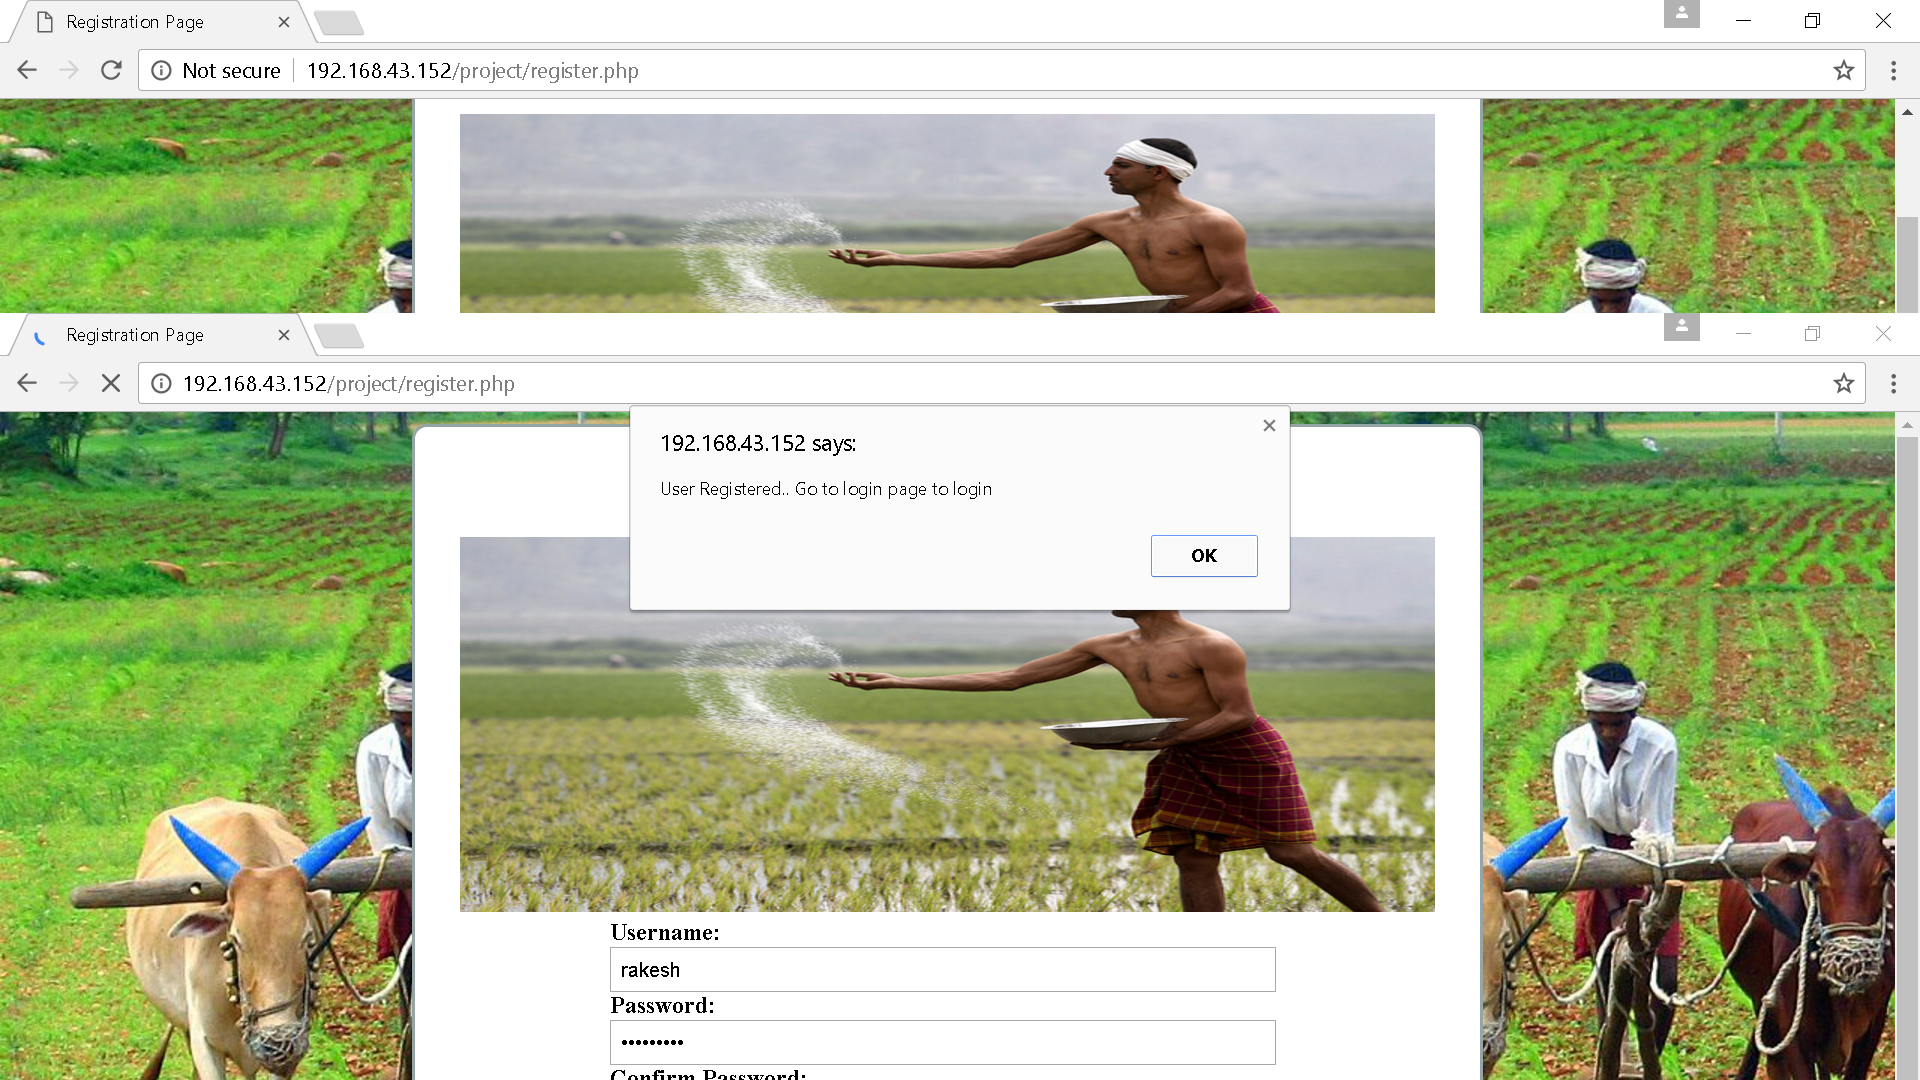 Registration Page
Not secure 192.168.43.152/project/register.php
Registration Page
192.168.43.152/project/register.php
192.168.43.152 says:
User Registered.. Go to login page to login
OK
Username:
rakesh
Password:
•••••••••
Confirm Password: